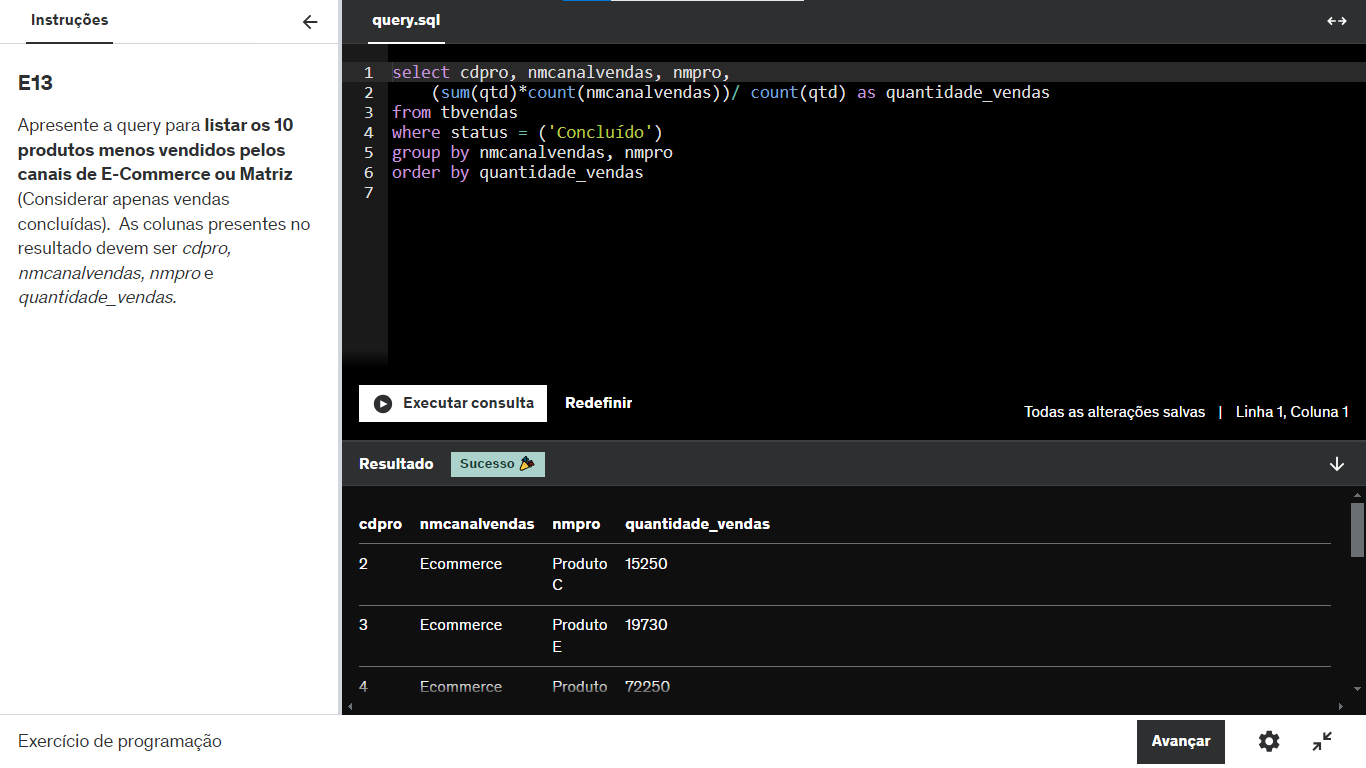 Instruções
E13
Apresente a query para listar os 10
produtos menos vendidos pelos
canais de E-Commerce ou Matriz
(Considerar apenas vendas
concluídas).  As colunas presentes no
resultado devem ser cdpro,
nmcanalvendas, nmpro e
quantidade_vendas.
query.sql
1 select cdpro, nmcanalvendas, nmpro,
2     (sum(qtd)*count(nmcanalvendas))/ count(qtd) as quantidade_vendas
3 from tbvendas
4 where status = ('Concluído')
5 group by nmcanalvendas, nmpro
6 order by quantidade_vendas
7
Executar consulta Redefinir
Todas as alterações salvas | Linha 1, Coluna 1
Resultado Sucesso
cdpro nmcanalvendas nmpro quantidade_vendas
2 Ecommerce Produto 15250
C
3 Ecommerce Produto 19730
E
4 Ecommerce Produto 72250
Exercício de programação
Avançar